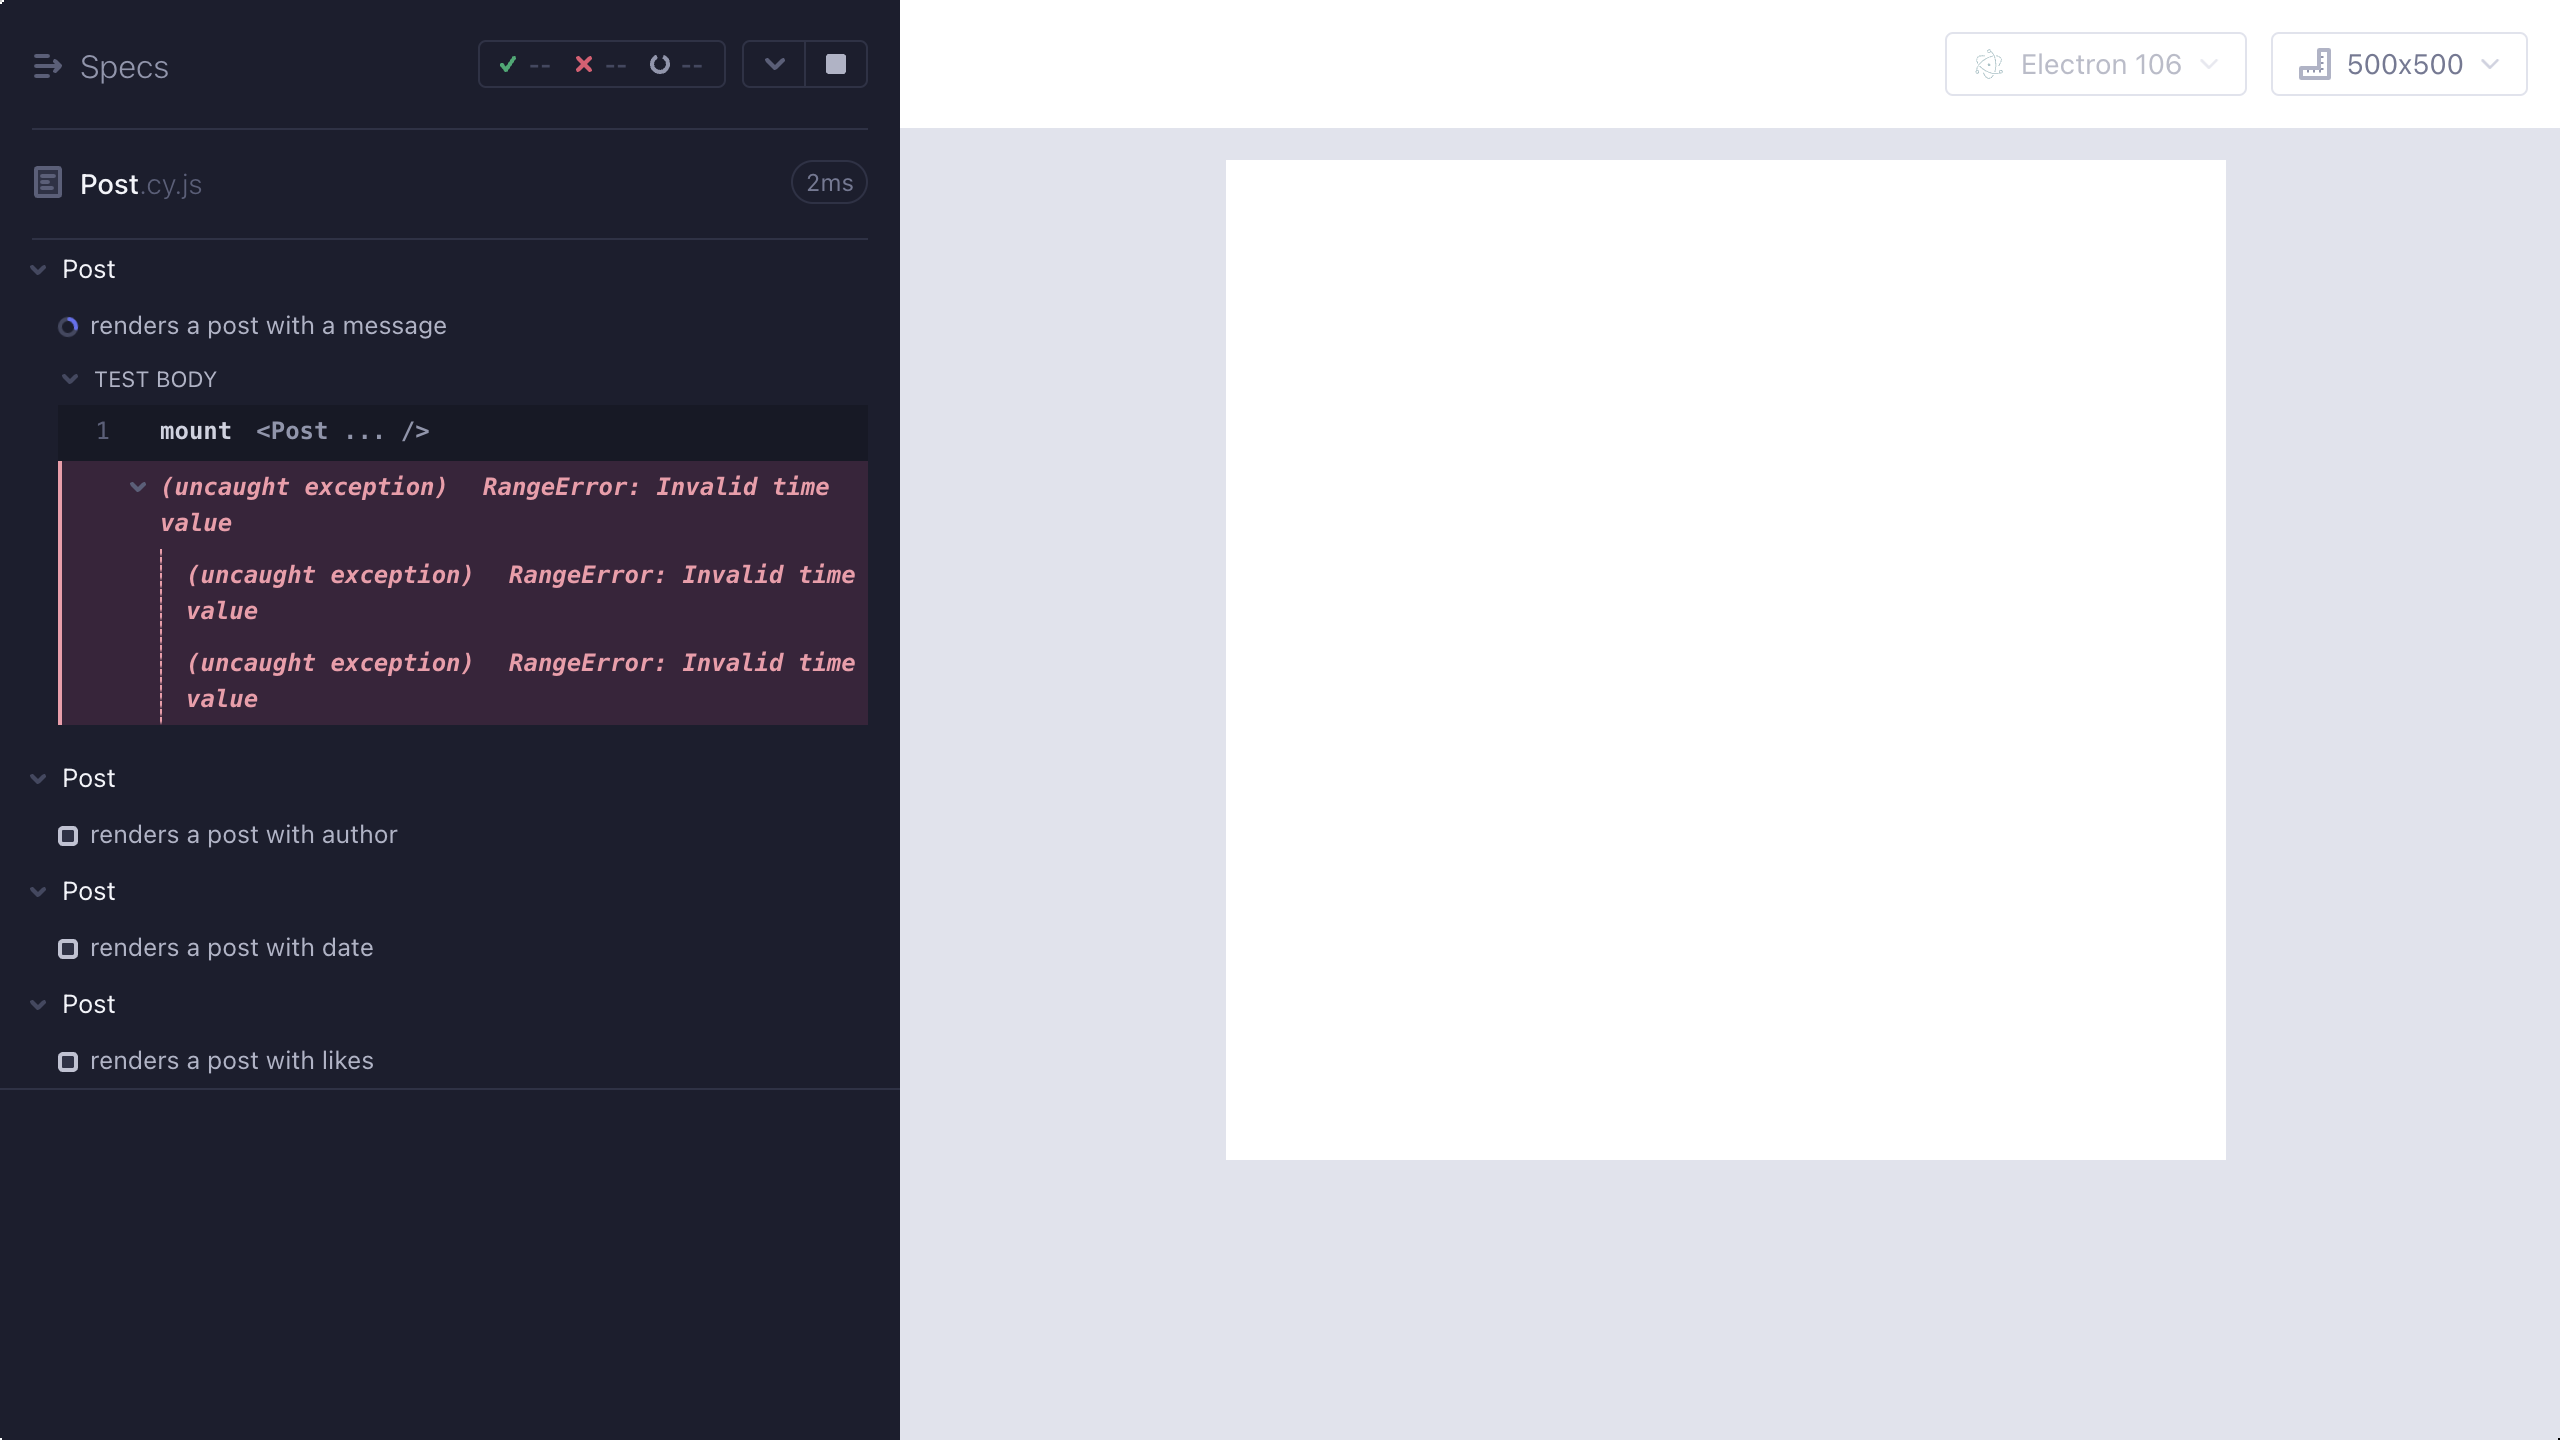 Specs
-- -- --
Electron 106
500x500
Post.cy.js
2ms
Post
renders a post with a message
TEST BODY
1 mount <Post ... />
(uncaught exception) RangeError: Invalid time
value
(uncaught exception) RangeError: Invalid time
value
(uncaught exception) RangeError: Invalid time
value
Post
renders a post with author
Post
renders a post with date
Post
renders a post with likes